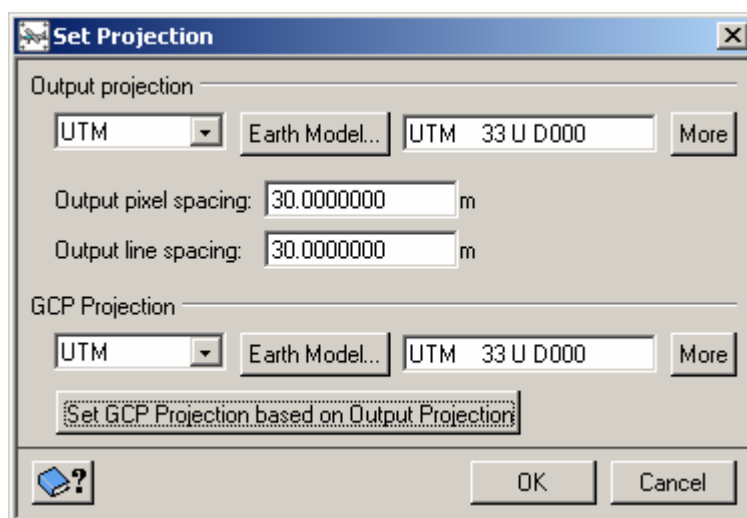 Set Projection
Output projection
UTM Earth Model... UTM 33 U D000 More
Output pixel spacing: 30.0000000 m
Output line spacing: 30.0000000 m
GCP Projection
UTM Earth Model... UTM 33 U D000 More
Set GCP Projection based on Output Projection
? OK Cancel